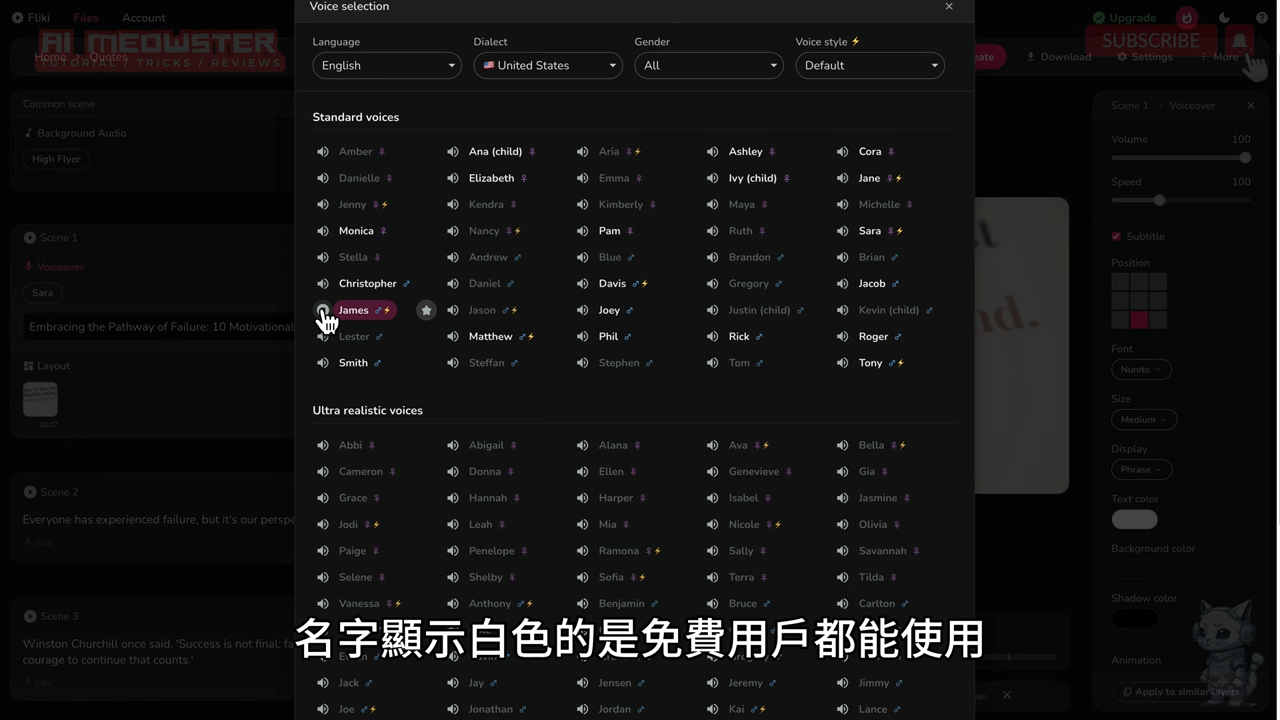 Voice selection
Fliki
Files
Account
Upgrade
AI MEOWSTER
TUTORIAL / TRICKS / REVIEWS
Home
Quotes
SUBSCRIBE
Download
Settings
More
Language
Dialect
Gender
Voice style
English
United States
All
Default
Common scene
Background Audio
High Flyer
Scene 1
Voiceover
Sara
Embracing the Pathway of Failure: 10 Motivational
Layout
00:07
Scene 2
Everyone has experienced failure, but it's our perspe
Sara
Scene 3
Winston Churchill once said, 'Success is not final; fa
courage to continue that counts.'
Sara
Standard voices
Amber Ana (child) Aria Ashley Cora
Danielle Elizabeth Emma Ivy (child) Jane
Jenny Kendra Kimberly Maya Michelle
Monica Nancy Pam Ruth Sara
Stella Andrew Blue Brandon Brian
Christopher Daniel Davis Gregory Jacob
James Jason Joey Justin (child) Kevin (child)
Lester Matthew Phil Rick Roger
Smith Steffan Stephen Tom Tony
Ultra realistic voices
Abbi Abigail Alana Ava Bella
Cameron Donna Ellen Genevieve Gia
Grace Hannah Harper Isabel Jasmine
Jodi Leah Mia Nicole Olivia
Paige Penelope Ramona Sally Savannah
Selene Shelby Sofia Terra Tilda
Vanessa Anthony Benjamin Bruce Carlton
名字顯示白色的是免費用戶都能使用
Jack Jay Jensen Jeremy Jimmy
Joe Jonathan Jordan Kai Lance
Scene 1 > Voiceover
Volume 100
Speed 100
Subtitle
Position
Font
Nunito
Size
Medium
Display
Phrase
Text color
Background color
Shadow color
Animation
Apply to similar layers